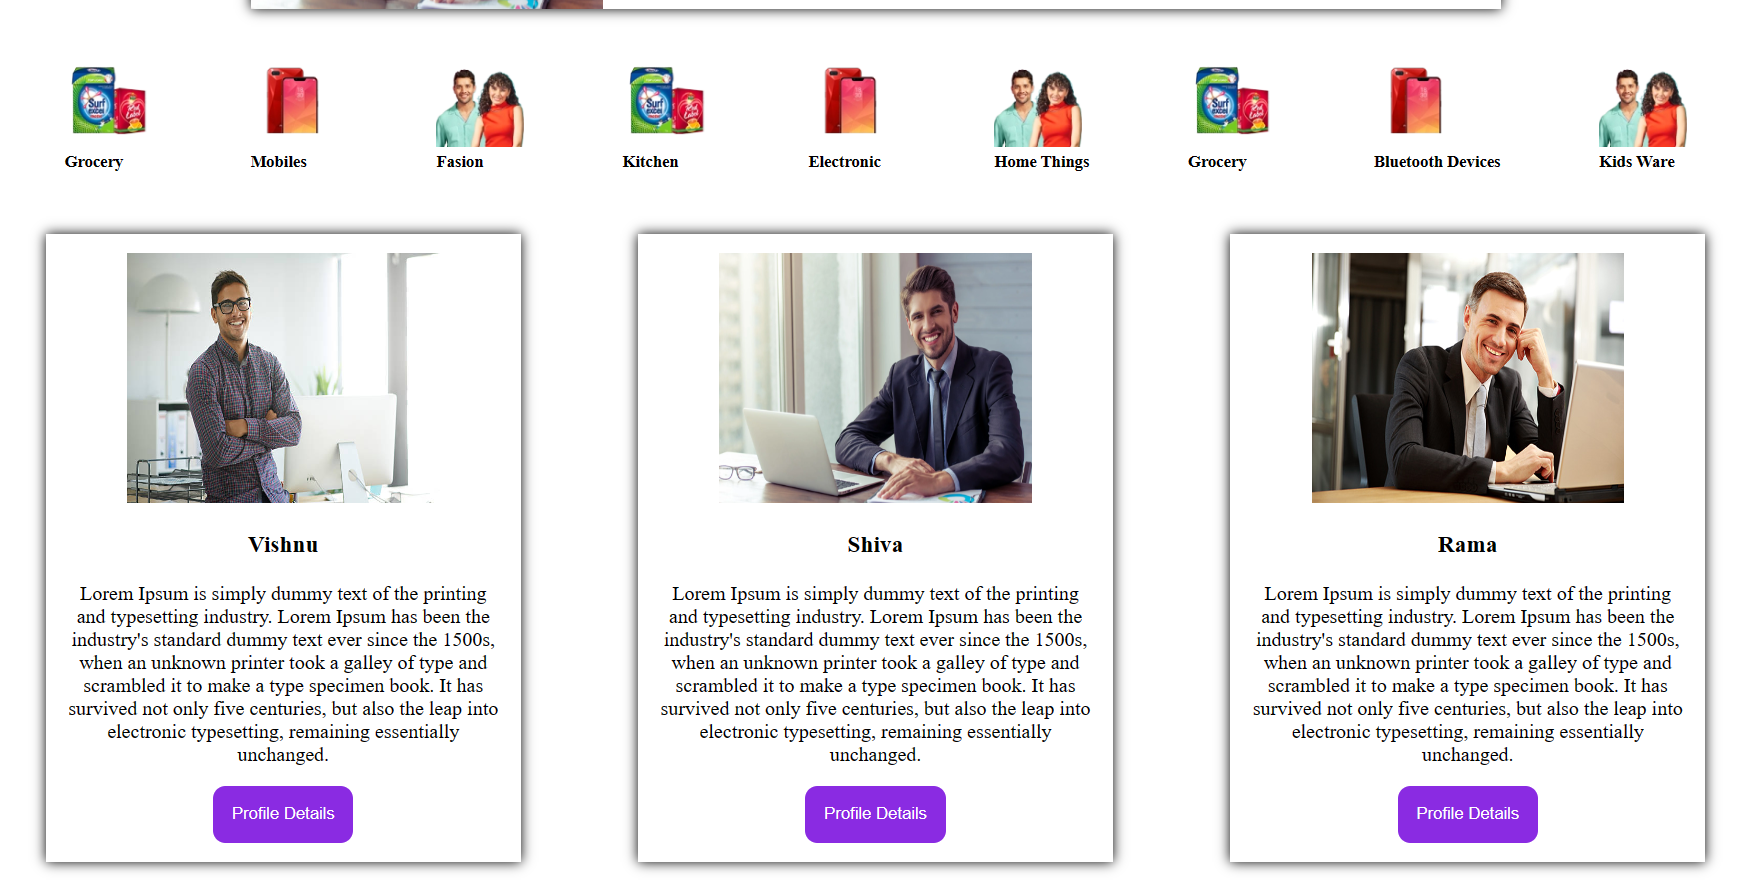 Surf excel Surf excel Surf excel
Grocery Mobiles Fasion Kitchen Electronic Home Things Grocery Bluetooth Devices Kids Ware
Vishnu
Lorem Ipsum is simply dummy text of the printing
and typesetting industry. Lorem Ipsum has been the
industry's standard dummy text ever since the 1500s,
when an unknown printer took a galley of type and
scrambled it to make a type specimen book. It has
survived not only five centuries, but also the leap into
electronic typesetting, remaining essentially
unchanged.
Profile Details
Shiva
Lorem Ipsum is simply dummy text of the printing
and typesetting industry. Lorem Ipsum has been the
industry's standard dummy text ever since the 1500s,
when an unknown printer took a galley of type and
scrambled it to make a type specimen book. It has
survived not only five centuries, but also the leap into
electronic typesetting, remaining essentially
unchanged.
Profile Details
Rama
Lorem Ipsum is simply dummy text of the printing
and typesetting industry. Lorem Ipsum has been the
industry's standard dummy text ever since the 1500s,
when an unknown printer took a galley of type and
scrambled it to make a type specimen book. It has
survived not only five centuries, but also the leap into
electronic typesetting, remaining essentially
unchanged.
Profile Details